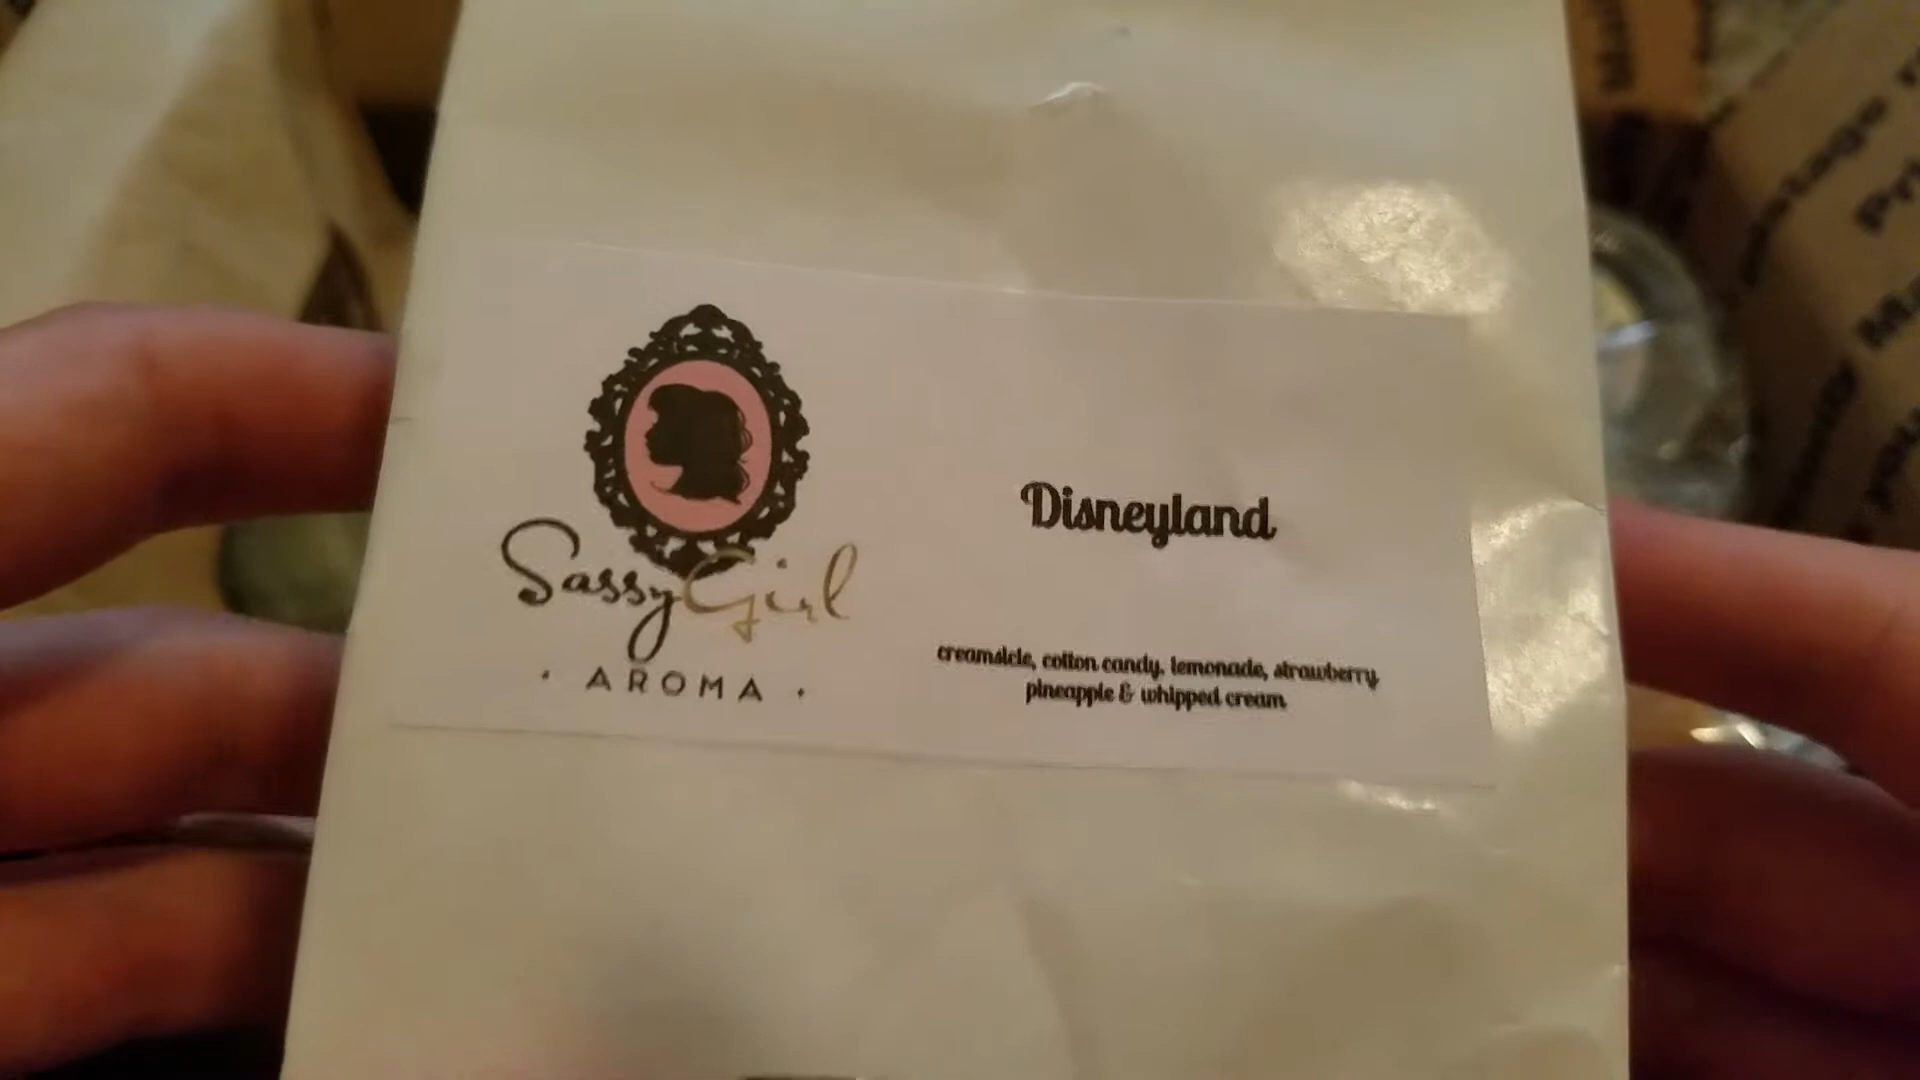 Sassy Girl
· AROMA ·
Disneyland
creamsicle, cotton candy, lemonade, strawberry
pineapple & whipped cream